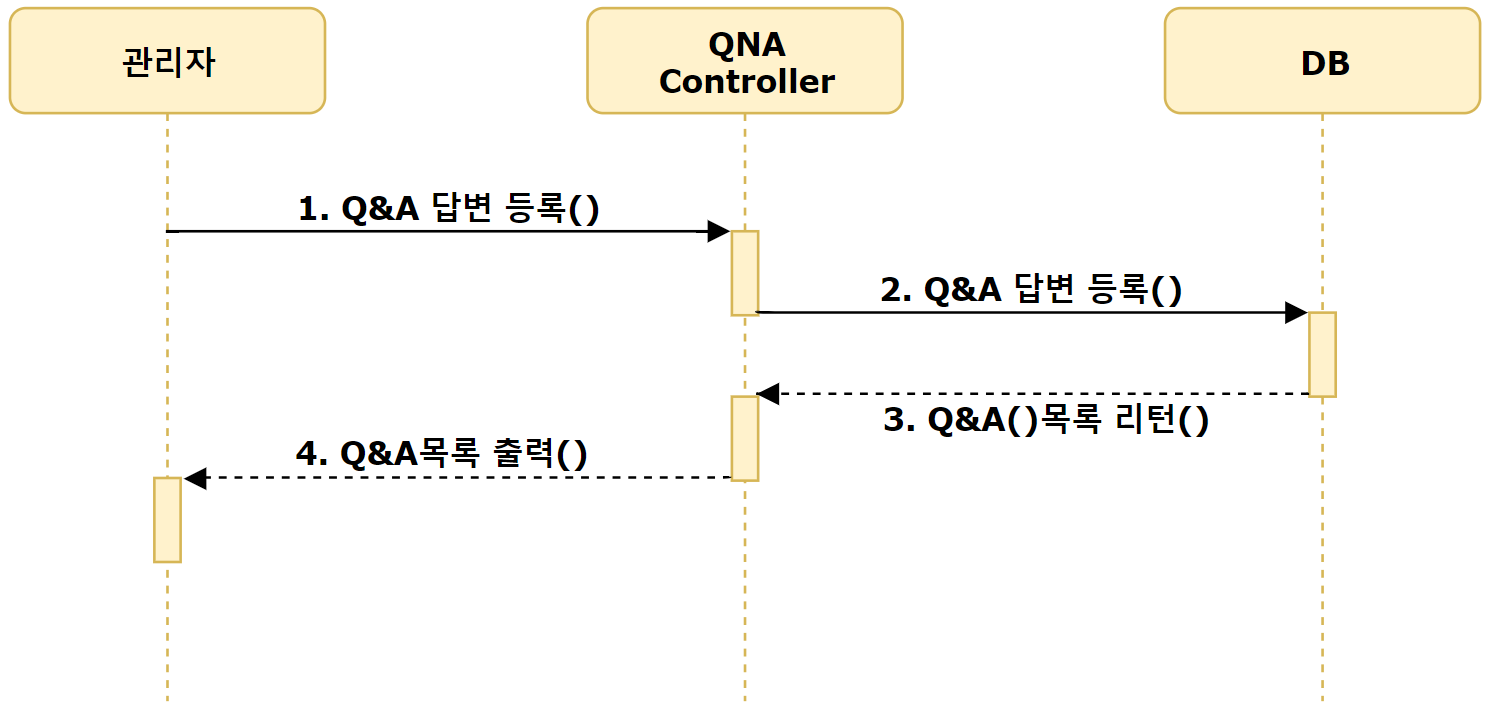 관리자
QNA
Controller
DB
1. Q&A 답변 등록()
2. Q&A 답변 등록()
3. Q&A()목록 리턴()
4. Q&A목록 출력()